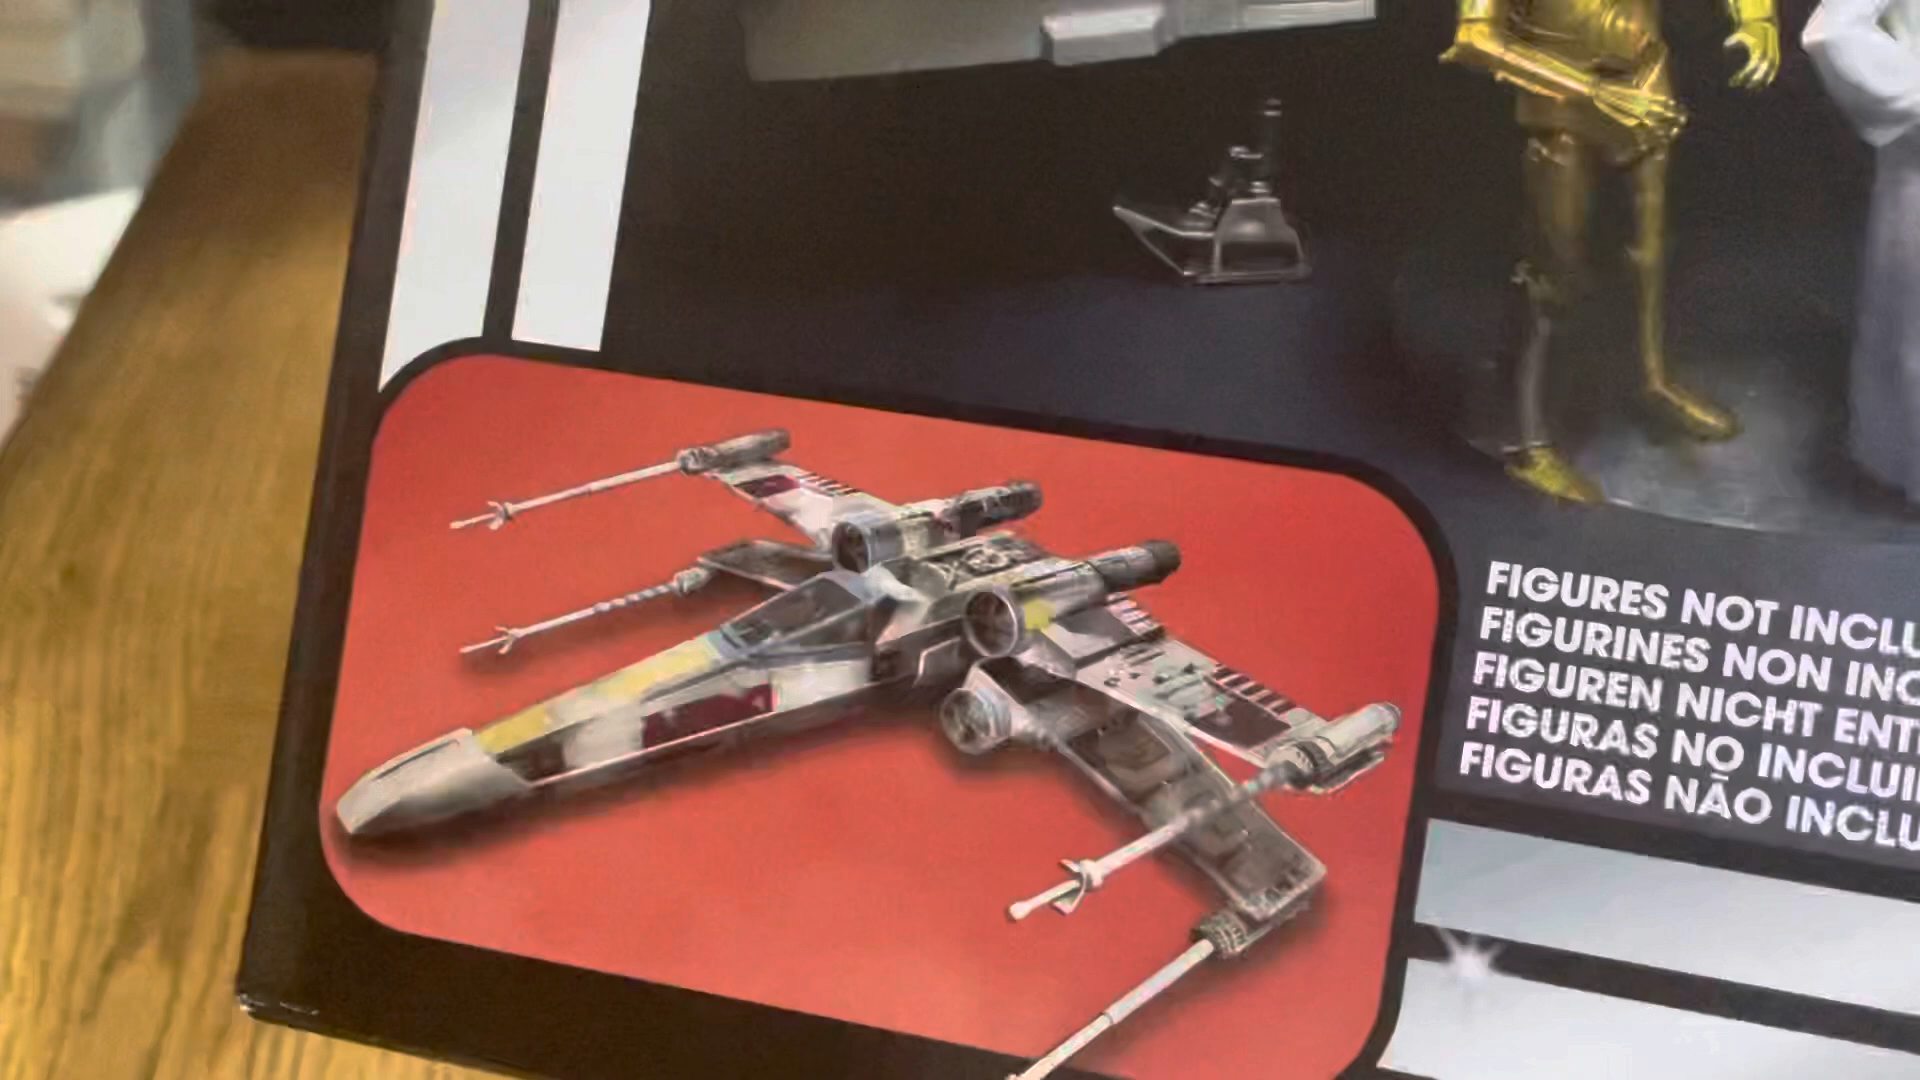 FIGURES NOT INCLU
FIGURINES NON INC
FIGUREN NICHT ENT
FIGURAS NO INCLUI
FIGURAS NÃO INCLU